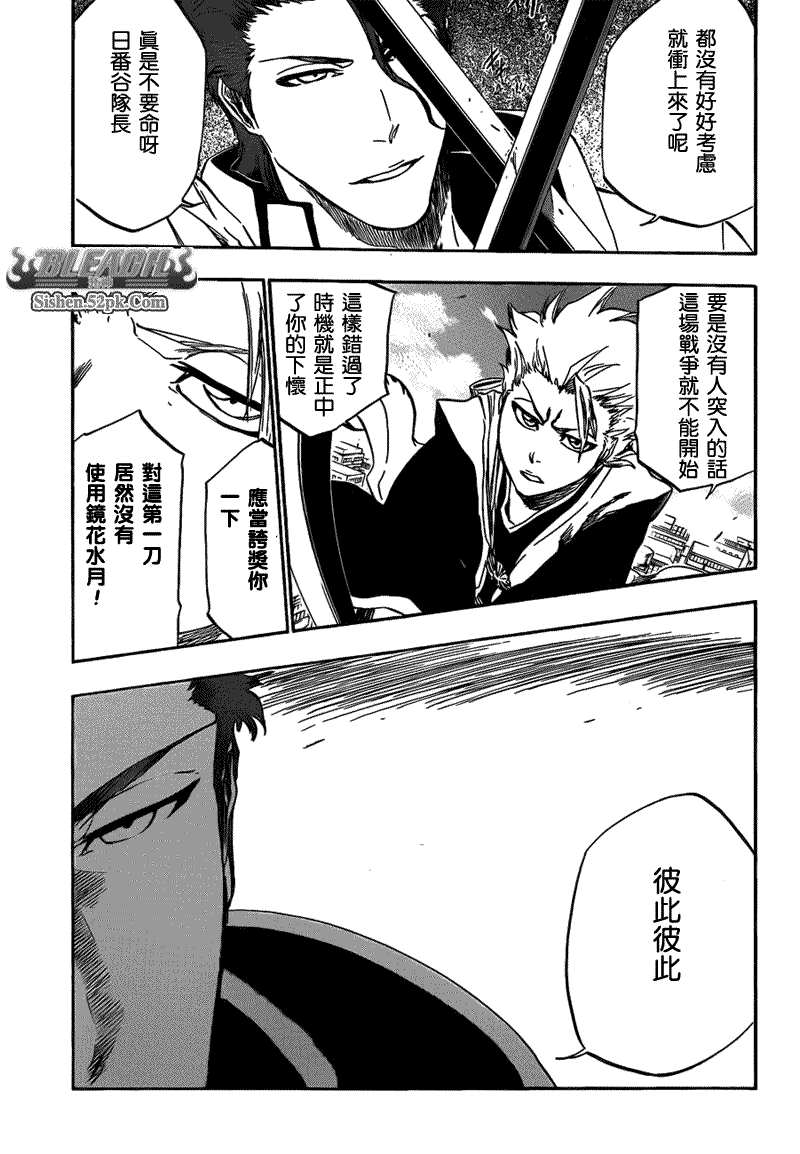 都沒有好好考慮
就衝上來了呢
眞是不要命呀
日番谷隊長
BLEACH
Sishen.52pk.Com
要是沒有人突入的話
這場戰爭就不能開始
這樣錯過了
時機就是正中
了你的下懷
應當誇獎你
一下
對這第一刀
居然沒有
使用鏡花水月!
彼此彼此